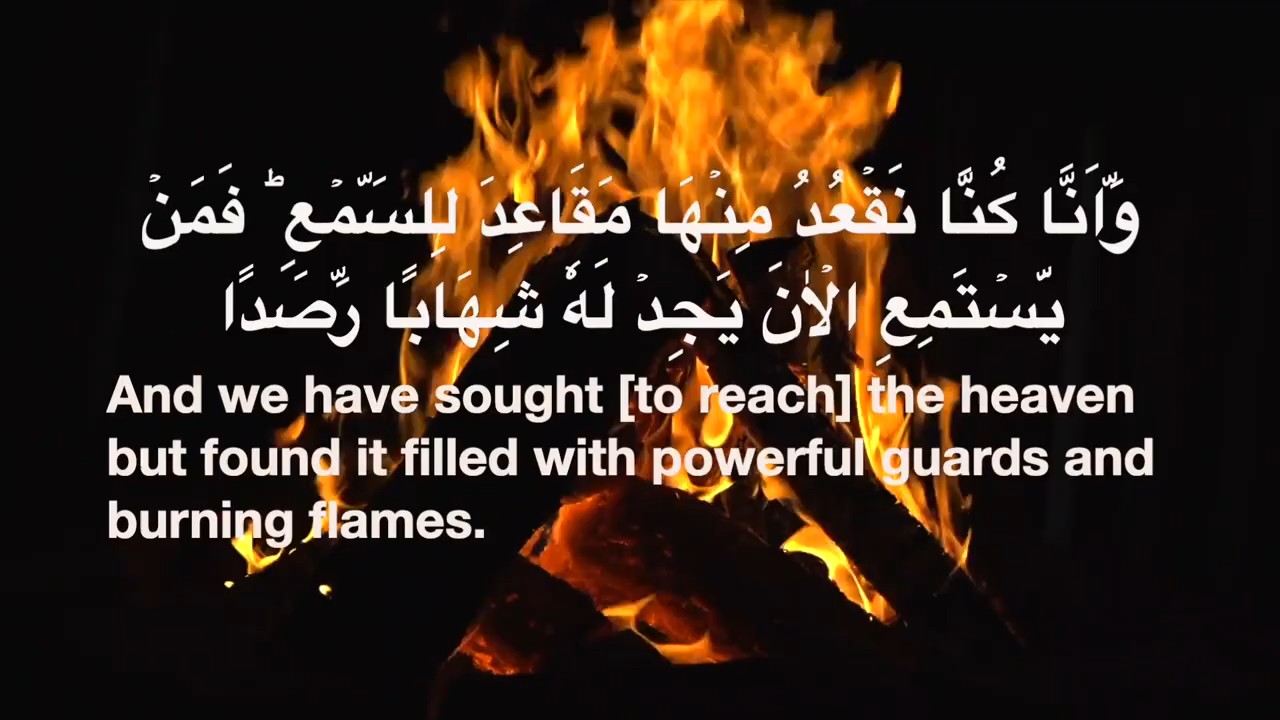 وَّاَنَّا كُنَّا نَقۡعُدُ مِنۡهَا مَقَاعِدَ لِلسَّمۡعِ‌ ؕ فَمَنۡ
يَّسۡتَمِعِ الۡاٰنَ يَجِدۡ لَهٗ شِهَابًا رَّصَدًا
And we have sought [to reach] the heaven
but found it filled with powerful guards and
burning flames.